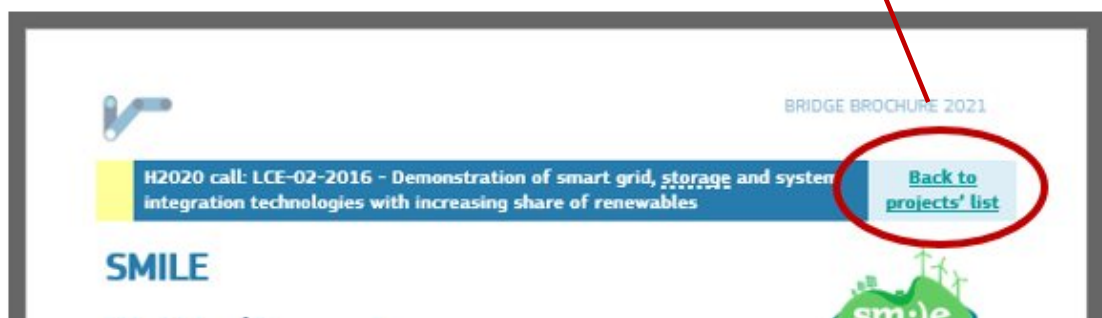 BRIDGE BROCHURE 2021
H2020 call: LCE-02-2016 - Demonstration of smart grid, storage and system
integration technologies with increasing share of renewables
Back to
projects' list
SMILE
smile